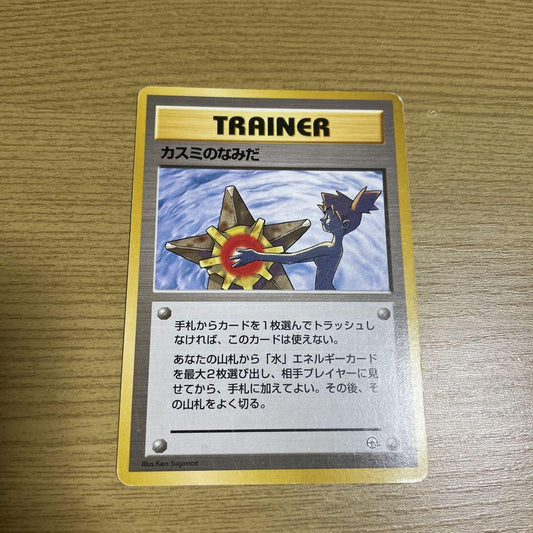 TRAINER
カスミのなみだ
手札からカードを1枚選んでトラッシュし
なければ、このカードは使えない。
あなたの山札から「水」エネルギーカード
を最大2枚選び出し、相手プレイヤーに見
せてから、手札に加えてよい。その後、そ
の山札をよく切る。
Illus. Ken Sugimori